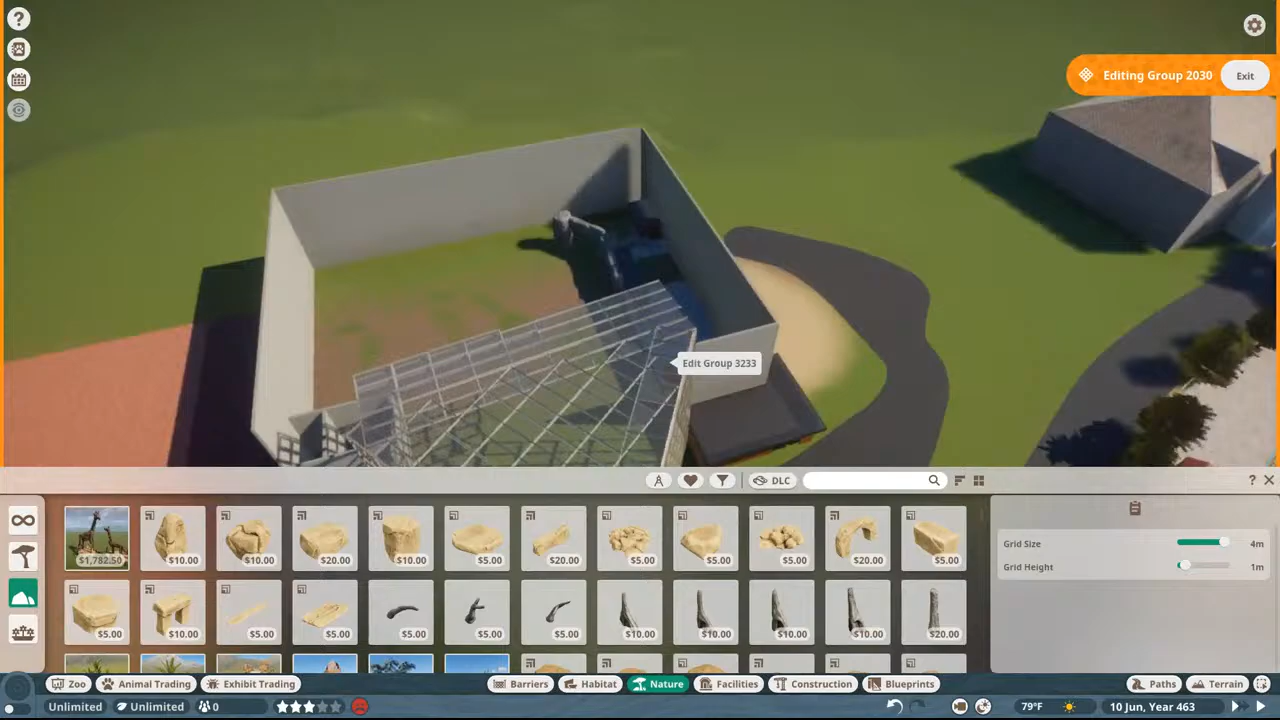 ?
Editing Group 2030
Exit
Edit Group 3233
DLC
? ×
$1,782.50 $10.00 $10.00 $20.00 $10.00 $5.00 $20.00 $5.00 $5.00 $5.00 $20.00 $5.00
$5.00 $10.00 $5.00 $5.00 $5.00 $5.00 $5.00 $10.00 $10.00 $10.00 $10.00 $20.00
Grid Size 4m
Grid Height 1m
Zoo Animal Trading Exhibit Trading Barriers Habitat Nature Facilities Construction Blueprints Paths Terrain
Unlimited Unlimited 0 79°F 10 Jun, Year 463